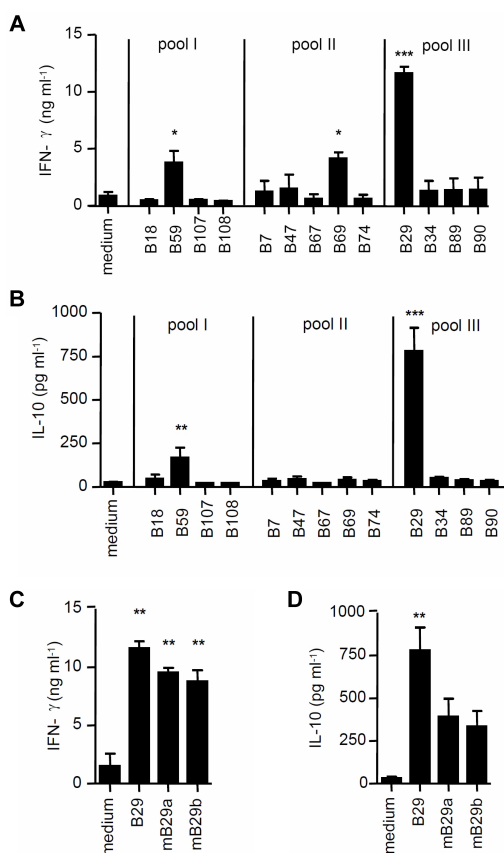 A
pool I
pool II
pool III
IFN- γ (ng ml-1)
15
10
5
0
*
*
***
medium
B18
B59
B107
B108
B7
B47
B67
B69
B74
B29
B34
B89
B90
B
pool I
pool II
pool III
IL-10 (pg ml-1)
1000
750
500
250
0
**
***
medium
B18
B59
B107
B108
B7
B47
B67
B69
B74
B29
B34
B89
B90
C
IFN- γ (ng ml-1)
15
10
5
0
**
**
**
medium
B29
mB29a
mB29b
D
IL-10 (pg ml-1)
1000
750
500
250
0
**
medium
B29
mB29a
mB29b